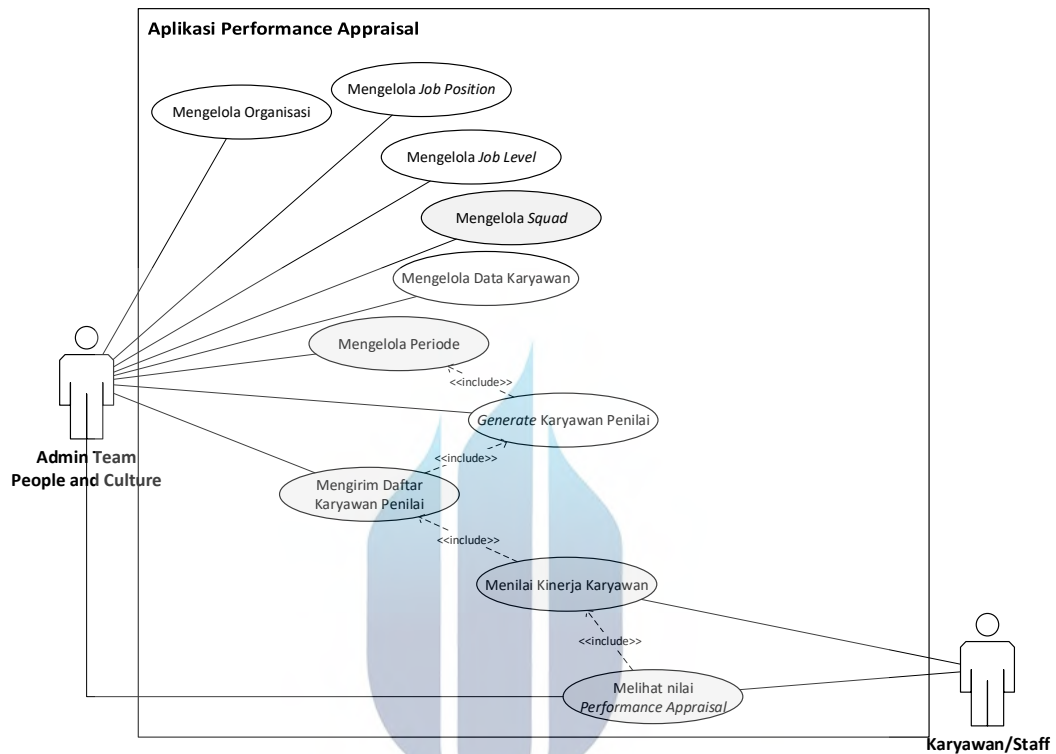 Aplikasi Performance Appraisal
Mengelola Job Position
Mengelola Organisasi
Mengelola Job Level
Mengelola Squad
Mengelola Data Karyawan
Mengelola Periode
<<include>>
Generate Karyawan Penilai
<<include>>
Admin Team
People and Culture
Mengirim Daftar
Karyawan Penilai
<<include>>
Menilai Kinerja Karyawan
<<include>>
Melihat nilai
Performance Appraisal
Karyawan/Staff